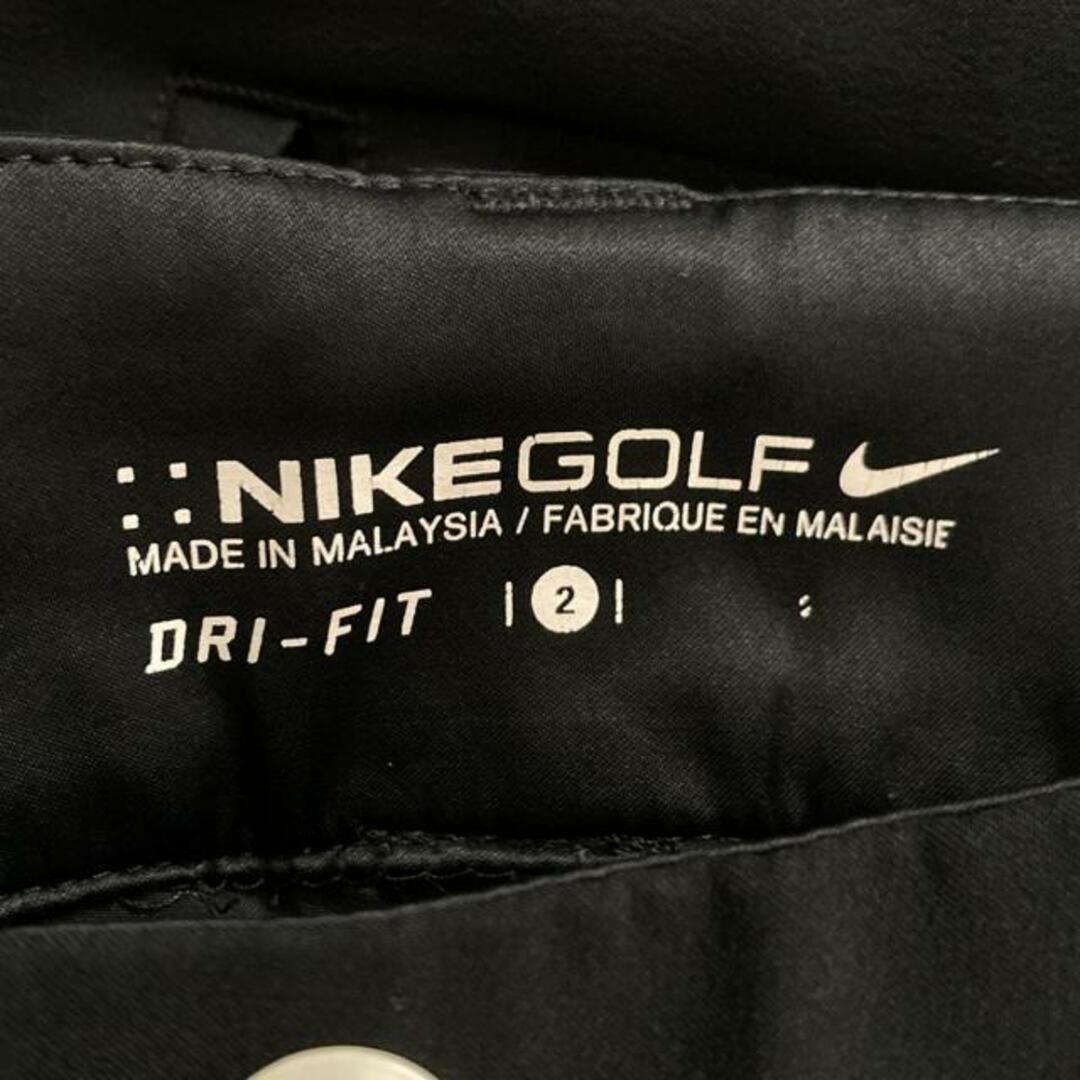 NIKEGOLF
MADE IN MALAYSIA / FABRIQUE EN MALAISIE
DRI-FIT | 2 |